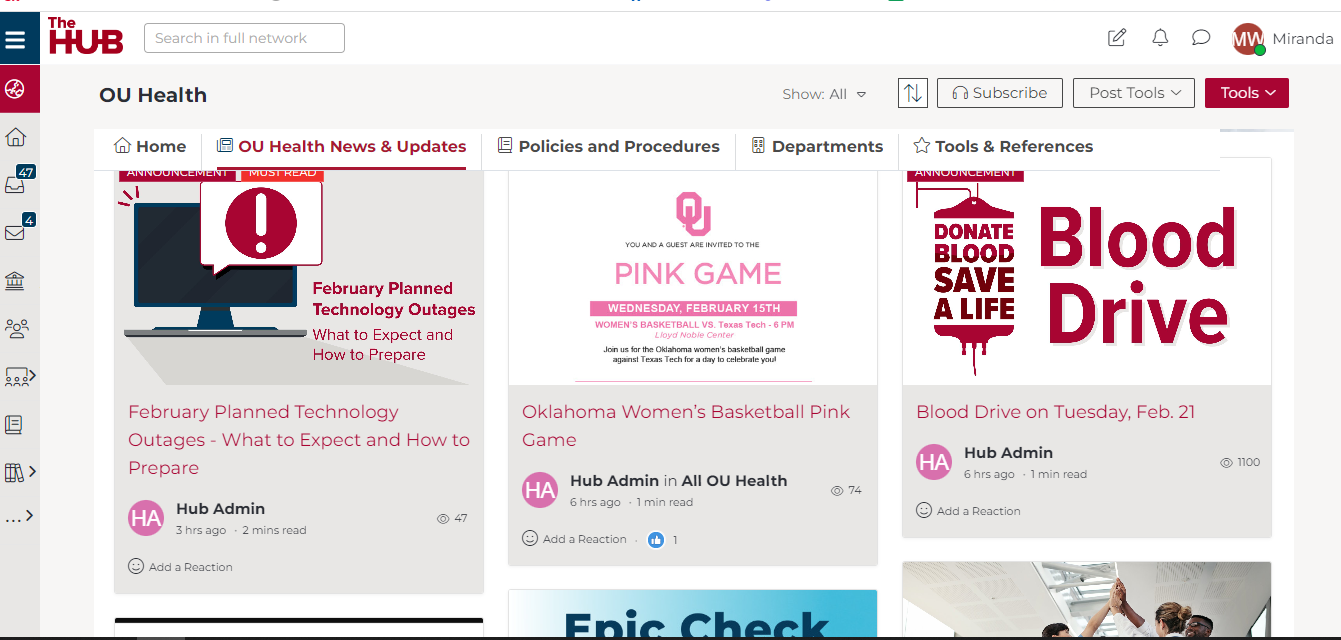 The
HUB
Search in full network
MW
Miranda
OU Health
Show: All
Subscribe
Post Tools
Tools
Home
OU Health News & Updates
Policies and Procedures
Departments
Tools & References
47
4
...
ANNOUNCEMENT
MUST READ
February Planned
Technology Outages
What to Expect and
How to Prepare
February Planned Technology
Outages - What to Expect and How to
Prepare
HA
Hub Admin
3 hrs ago · 2 mins read
47
Add a Reaction
OU
YOU AND A GUEST ARE INVITED TO THE
PINK GAME
WEDNESDAY, FEBRUARY 15TH
WOMEN'S BASKETBALL VS. Texas Tech - 6 PM
Lloyd Noble Center
Join us for the Oklahoma women's basketball game
against Texas Tech for a day to celebrate you!
Oklahoma Women's Basketball Pink
Game
HA
Hub Admin in All OU Health
6 hrs ago · 1 min read
74
Add a Reaction · 1
Epic Check
ANNOUNCEMENT
DONATE
BLOOD
SAVE
A LIFE
Blood
Drive
Blood Drive on Tuesday, Feb. 21
HA
Hub Admin
6 hrs ago · 1 min read
1100
Add a Reaction